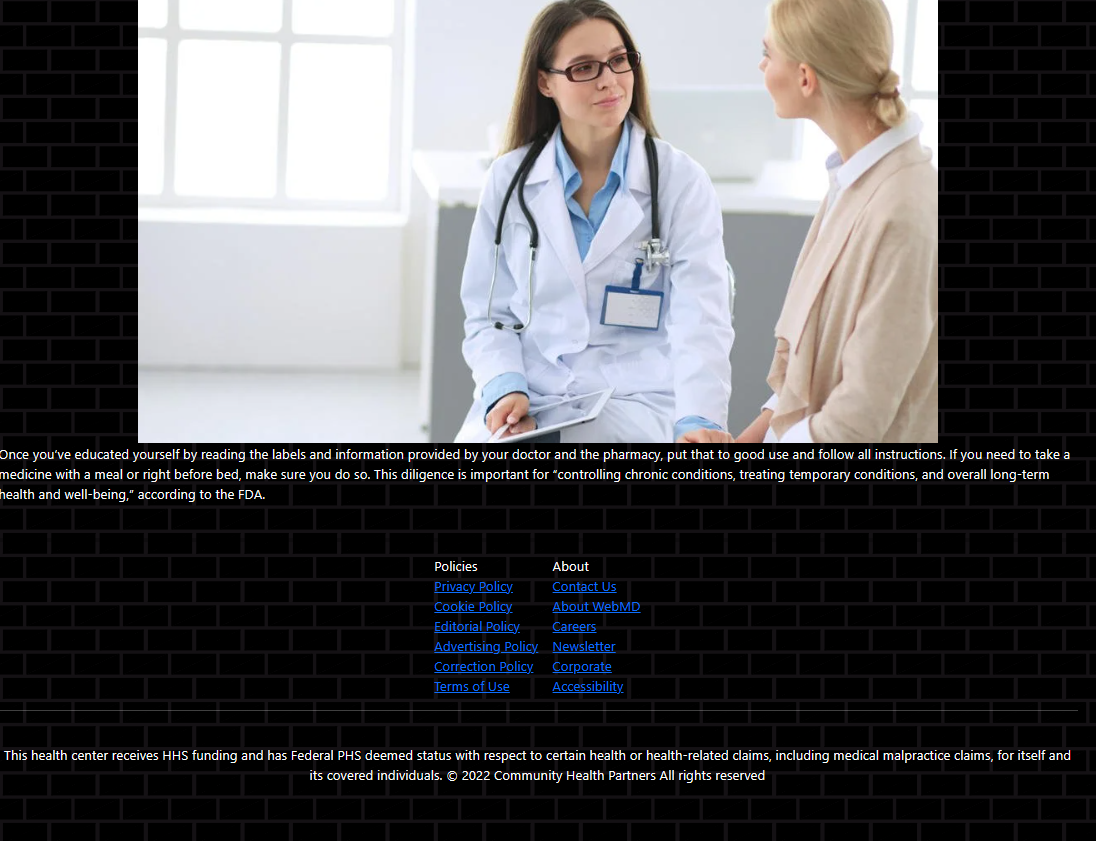 Once you’ve educated yourself by reading the labels and information provided by your doctor and the pharmacy, put that to good use and follow all instructions. If you need to take a
medicine with a meal or right before bed, make sure you do so. This diligence is important for “controlling chronic conditions, treating temporary conditions, and overall long-term
health and well-being,” according to the FDA.
Policies
Privacy Policy
Cookie Policy
Editorial Policy
Advertising Policy
Correction Policy
Terms of Use
About
Contact Us
About WebMD
Careers
Newsletter
Corporate
Accessibility
This health center receives HHS funding and has Federal PHS deemed status with respect to certain health or health-related claims, including medical malpractice claims, for itself and
its covered individuals. © 2022 Community Health Partners All rights reserved